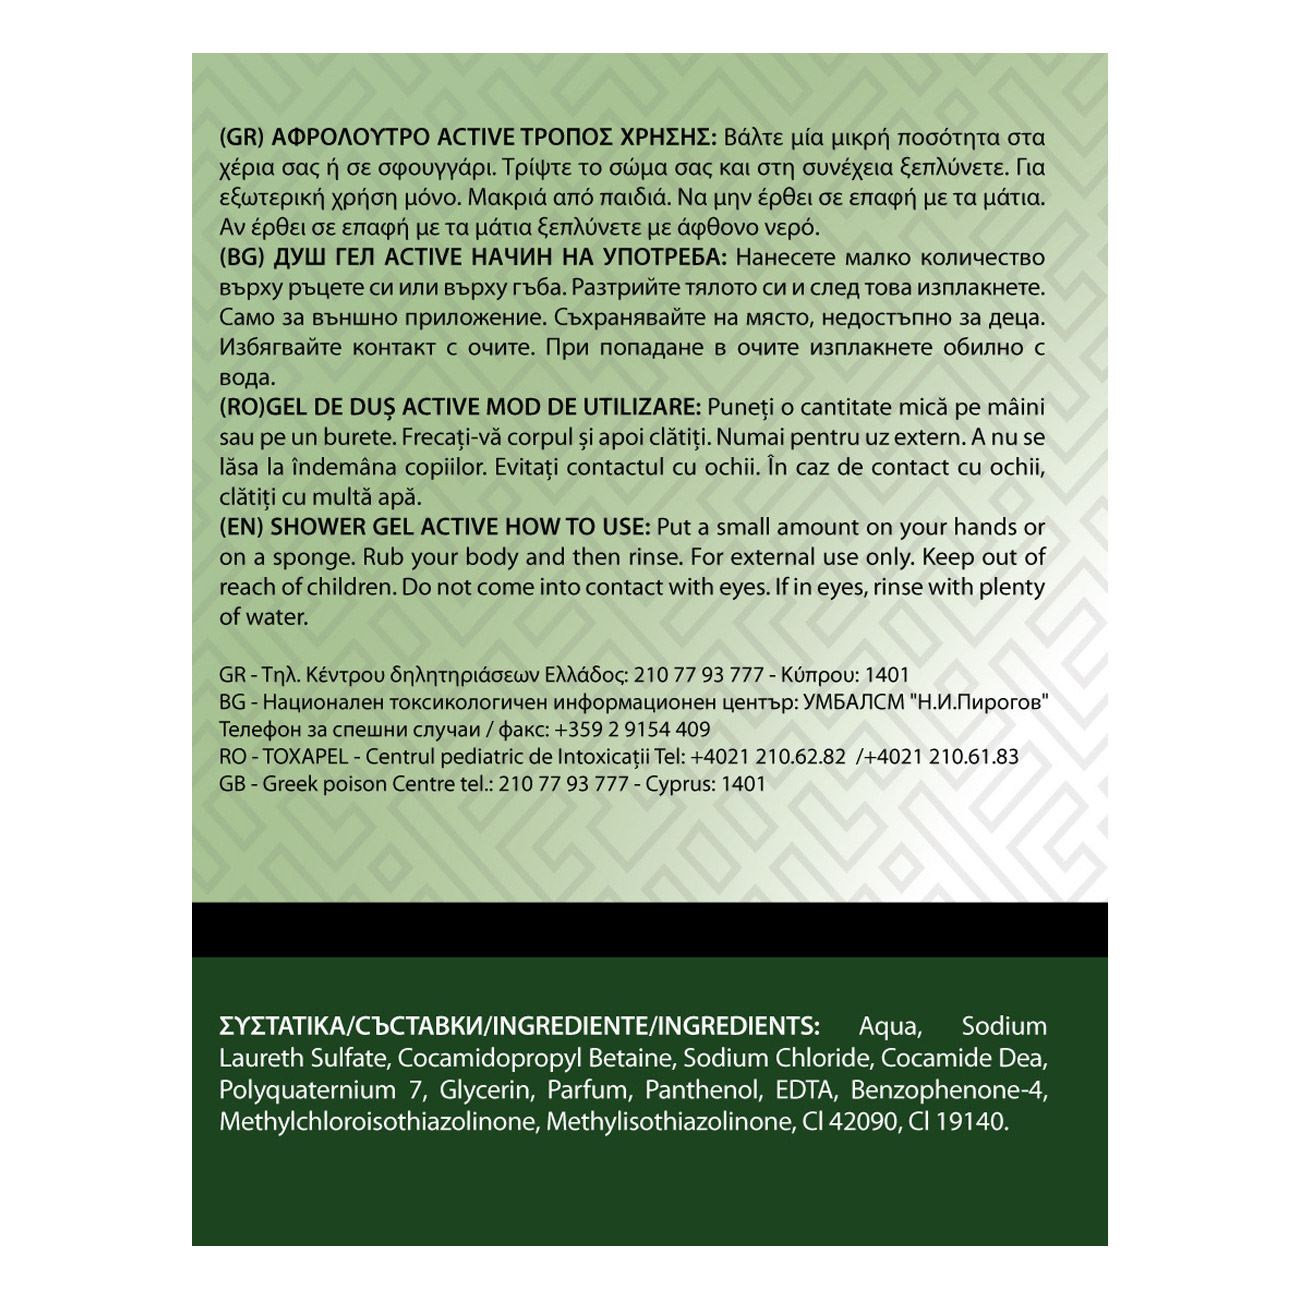 (GR) ΑΦΡΟΛΟΥΤΡΟ ACTIVE ΤΡΟΠΟΣ ΧΡΗΣΗΣ: Βάλτε μία μικρή ποσότητα στα
χέρια σας ή σε σφουγγάρι. Τρίψτε το σώμα σας και στη συνέχεια ξεπλύνετε. Για
εξωτερική χρήση μόνο. Μακριά από παιδιά. Να μην έρθει σε επαφή με τα μάτια.
Αν έρθει σε επαφή με τα μάτια ξεπλύνετε με άφθονο νερό.
(BG) ДУШ ГЕЛ ACTIVE НАЧИН НА УПОТРЕБА: Нанесете малко количество
върху ръцете си или върху гъба. Разтрийте тялото си и след това изплакнете.
Само за външно приложение. Съхранявайте на място, недостъпно за деца.
Избягвайте контакт с очите. При попадане в очите изплакнете обилно с
вода.
(RO)GEL DE DUȘ ACTIVE MOD DE UTILIZARE: Puneți o cantitate mică pe mâini
sau pe un burete. Frecați-vă corpul și apoi clătiți. Numai pentru uz extern. A nu se
lăsa la îndemâna copiilor. Evitați contactul cu ochii. În caz de contact cu ochii,
clătiți cu multă apă.
(EN) SHOWER GEL ACTIVE HOW TO USE: Put a small amount on your hands or
on a sponge. Rub your body and then rinse. For external use only. Keep out of
reach of children. Do not come into contact with eyes. If in eyes, rinse with plenty
of water.
GR - Τηλ. Κέντρου δηλητηριάσεων Ελλάδος: 210 77 93 777 - Κύπρου: 1401
BG - Национален токсикологичен информационен център: УМБАЛСМ "Н.И.Пирогов"
Телефон за спешни случаи / факс: +359 2 9154 409
RO - TOXAPEL - Centrul pediatric de Intoxicații Tel: +4021 210.62.82 /+4021 210.61.83
GB - Greek poison Centre tel.: 210 77 93 777 - Cyprus: 1401
ΣΥΣΤΑΤΙΚΑ/СЪСТАВКИ/INGREDIENTE/INGREDIENTS: Aqua, Sodium
Laureth Sulfate, Cocamidopropyl Betaine, Sodium Chloride, Cocamide Dea,
Polyquaternium 7, Glycerin, Parfum, Panthenol, EDTA, Benzophenone-4,
Methylchloroisothiazolinone, Methylisothiazolinone, Cl 42090, Cl 19140.